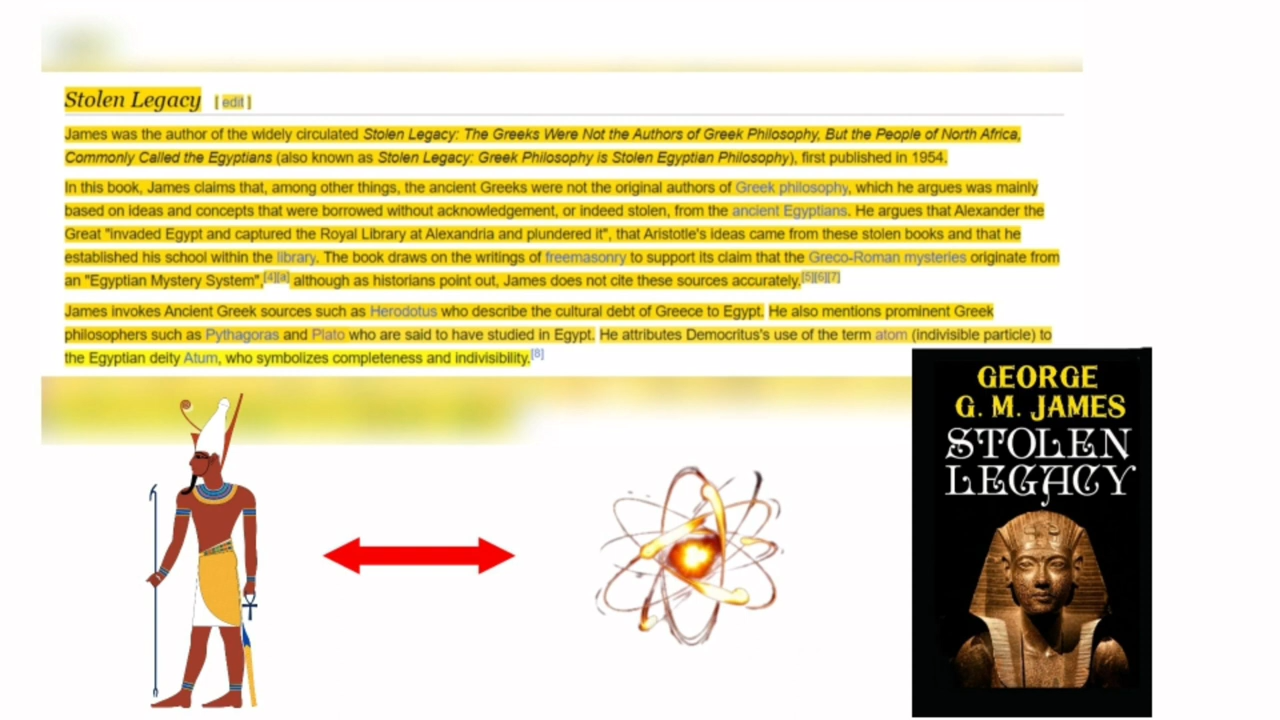 Stolen Legacy [ edit ]
James was the author of the widely circulated Stolen Legacy: The Greeks Were Not the Authors of Greek Philosophy, But the People of North Africa,
Commonly Called the Egyptians (also known as Stolen Legacy: Greek Philosophy is Stolen Egyptian Philosophy), first published in 1954.
In this book, James claims that, among other things, the ancient Greeks were not the original authors of Greek philosophy, which he argues was mainly
based on ideas and concepts that were borrowed without acknowledgement, or indeed stolen, from the ancient Egyptians. He argues that Alexander the
Great "invaded Egypt and captured the Royal Library at Alexandria and plundered it", that Aristotle's ideas came from these stolen books and that he
established his school within the library. The book draws on the writings of freemasonry to support its claim that the Greco-Roman mysteries originate from
an "Egyptian Mystery System",[4][a] although as historians point out, James does not cite these sources accurately.[5][6][7]
James invokes Ancient Greek sources such as Herodotus who describe the cultural debt of Greece to Egypt. He also mentions prominent Greek
philosophers such as Pythagoras and Plato who are said to have studied in Egypt. He attributes Democritus's use of the term atom (indivisible particle) to
the Egyptian deity Atum, who symbolizes completeness and indivisibility.[8]
GEORGE
G. M. JAMES
STOLEN
LEGACY